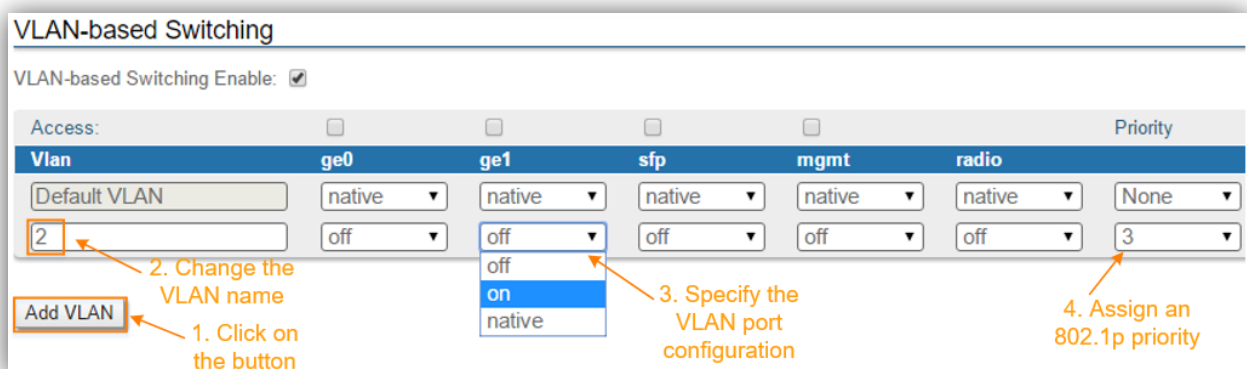 VLAN-based Switching
VLAN-based Switching Enable:
Access: Priority
Vlan ge0 ge1 sfp mgmt radio
Default VLAN native native native native native None
2 off off off off off 3
off
on
native
2. Change the
VLAN name
3. Specify the
VLAN port
configuration
4. Assign an
802.1p priority
Add VLAN
1. Click on
the button